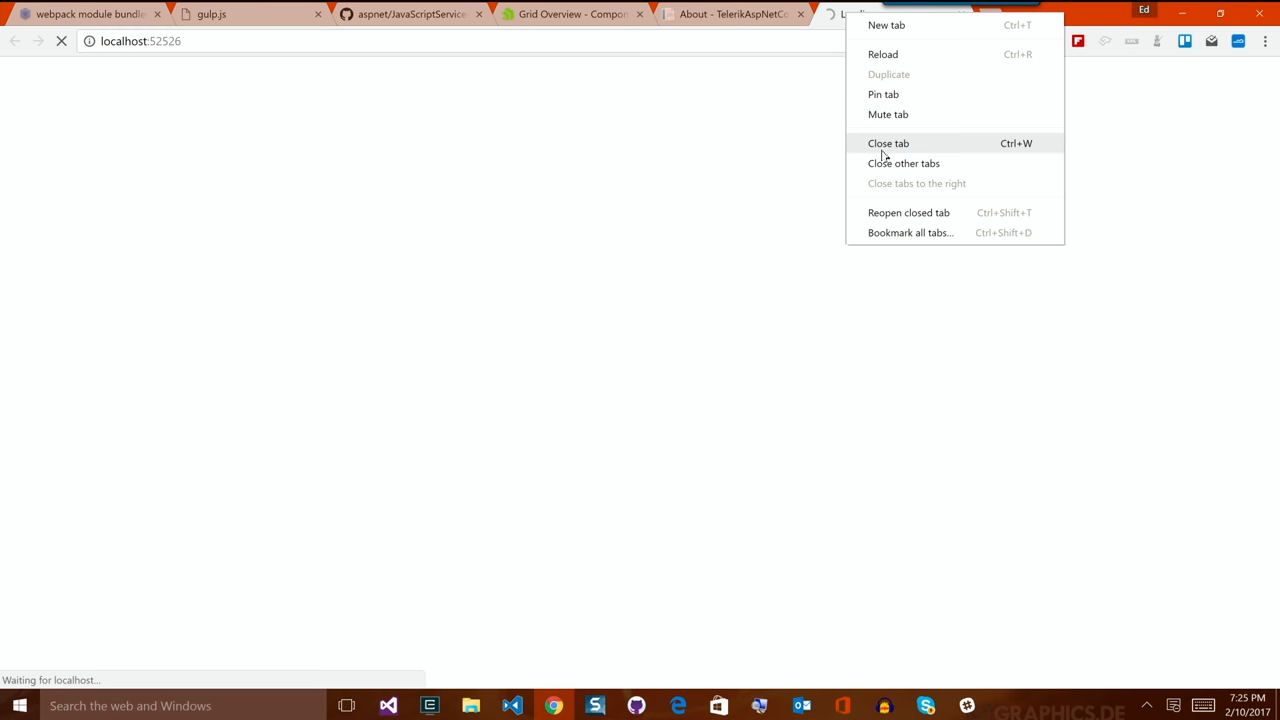 webpack module bundl
gulp.js
aspnet/JavaScriptService
Grid Overview - Compon
About - TelerikAspNetCo
Ed
localhost:52526
New tab Ctrl+T
Reload Ctrl+R
Duplicate
Pin tab
Mute tab
Close tab Ctrl+W
Close other tabs
Close tabs to the right
Reopen closed tab Ctrl+Shift+T
Bookmark all tabs... Ctrl+Shift+D
Waiting for localhost...
Search the web and Windows
7:25 PM
2/10/2017
GRAPHICS.DE